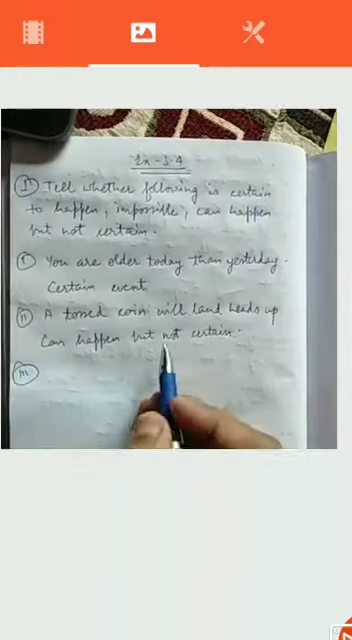 Ex - 3.4
I Tell whether following is certain
to happen, impossible, can happen
but not certain.
I You are older today than yesterday.
Certain event
II A tossed coin will land heads up
Can happen but not certain.
III